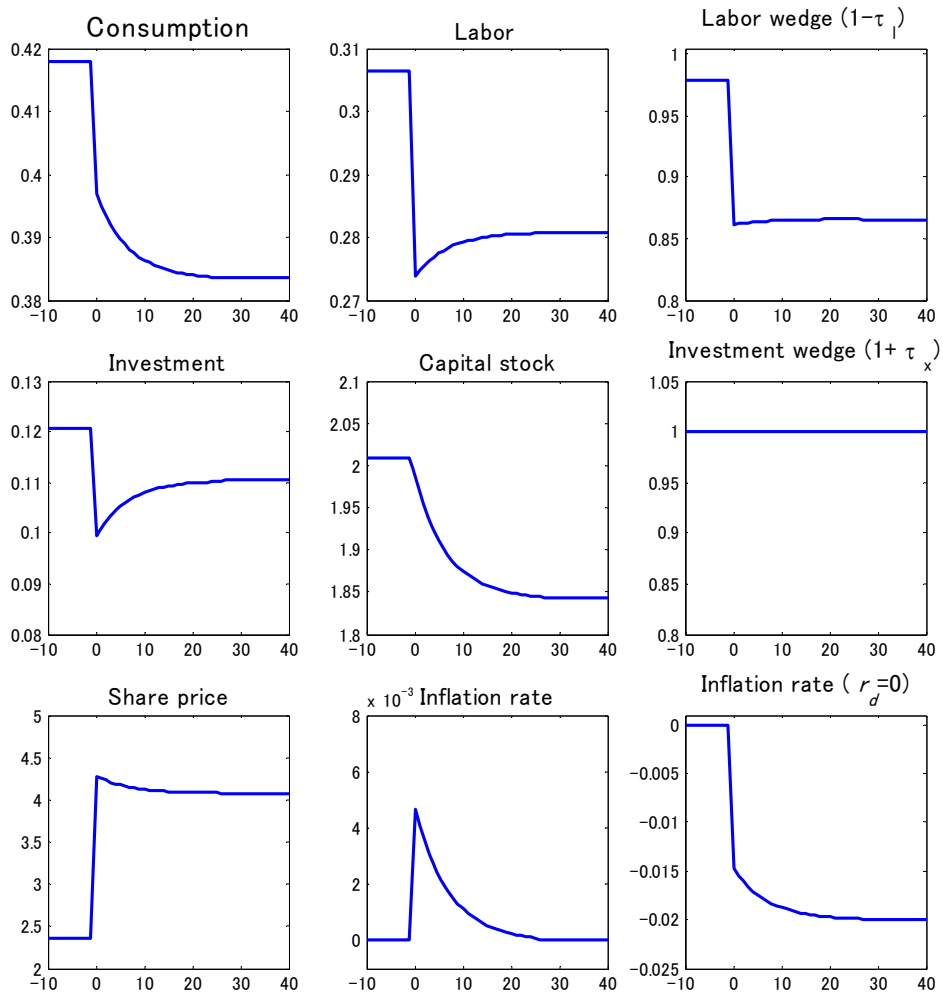 Consumption
Labor
Labor wedge (1−τ l)
0.42
0.41
0.4
0.39
0.38
−10 0 10 20 30 40
0.31
0.3
0.29
0.28
0.27
−10 0 10 20 30 40
1
0.95
0.9
0.85
0.8
−10 0 10 20 30 40
Investment
Capital stock
Investment wedge (1+ τ x)
0.13
0.12
0.11
0.1
0.09
0.08
−10 0 10 20 30 40
2.1
2
1.95
1.9
1.8
−10 0 10 20 30 40
1.05
1
0.95
0.9
0.85
0.8
−10 0 10 20 30 40
Share price
× 10−3 Inflation rate
Inflation rate ( r d=0)
5
4.5
4
3.5
3
2.5
2
−10 0 10 20 30 40
8
6
4
2
0
−10 0 10 20 30 40
0
−0.005
−0.01
−0.015
−0.02
−0.025
−10 0 10 20 30 40